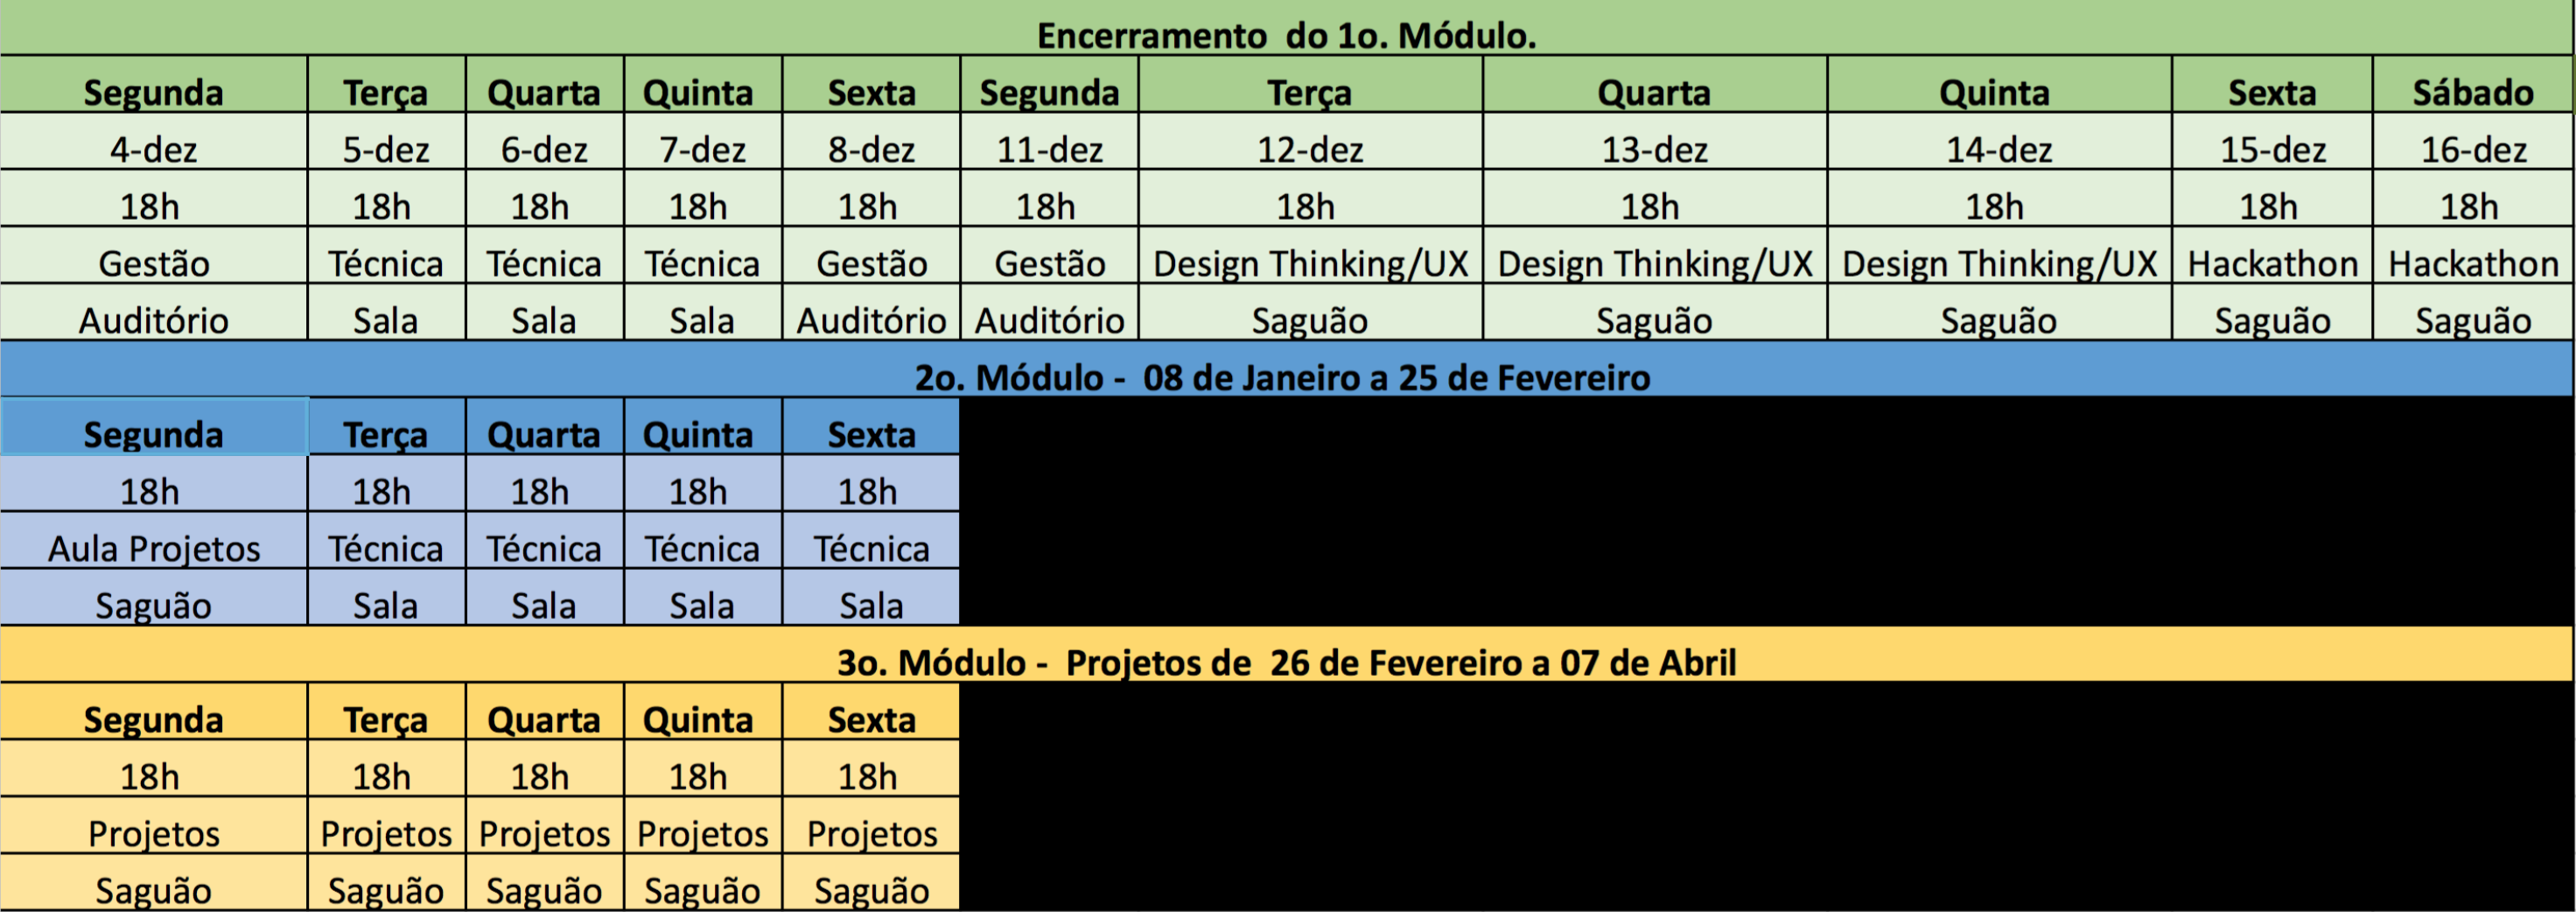 Encerramento  do 1o. Módulo.
Segunda Terça Quarta Quinta Sexta Segunda Terça Quarta Quinta Sexta Sábado
4-dez 5-dez 6-dez 7-dez 8-dez 11-dez 12-dez 13-dez 14-dez 15-dez 16-dez
18h 18h 18h 18h 18h 18h 18h 18h 18h 18h 18h
Gestão Técnica Técnica Técnica Gestão Gestão Design Thinking/UX Design Thinking/UX Design Thinking/UX Hackathon Hackathon
Auditório Sala Sala Sala Auditório Auditório Saguão Saguão Saguão Saguão Saguão
2o. Módulo -  08 de Janeiro a 25 de Fevereiro
Segunda Terça Quarta Quinta Sexta
18h 18h 18h 18h 18h
Aula Projetos Técnica Técnica Técnica Técnica
Saguão Sala Sala Sala Sala
3o. Módulo -  Projetos de  26 de Fevereiro a 07 de Abril
Segunda Terça Quarta Quinta Sexta
18h 18h 18h 18h 18h
Projetos Projetos Projetos Projetos Projetos
Saguão Saguão Saguão Saguão Saguão